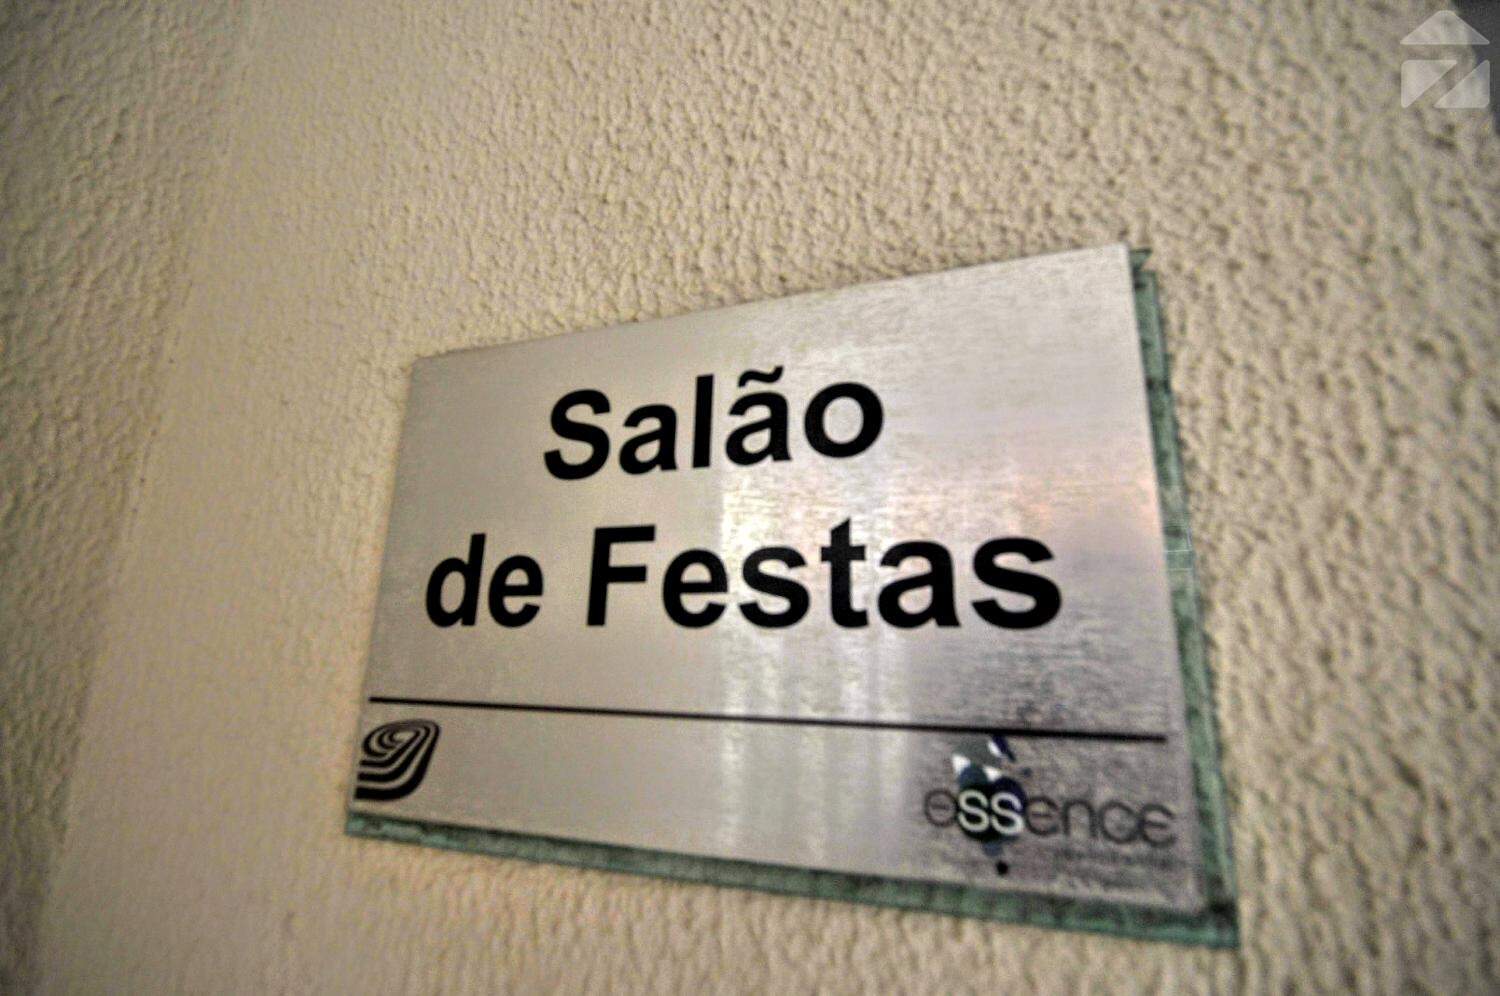 Salão
de Festas
essence